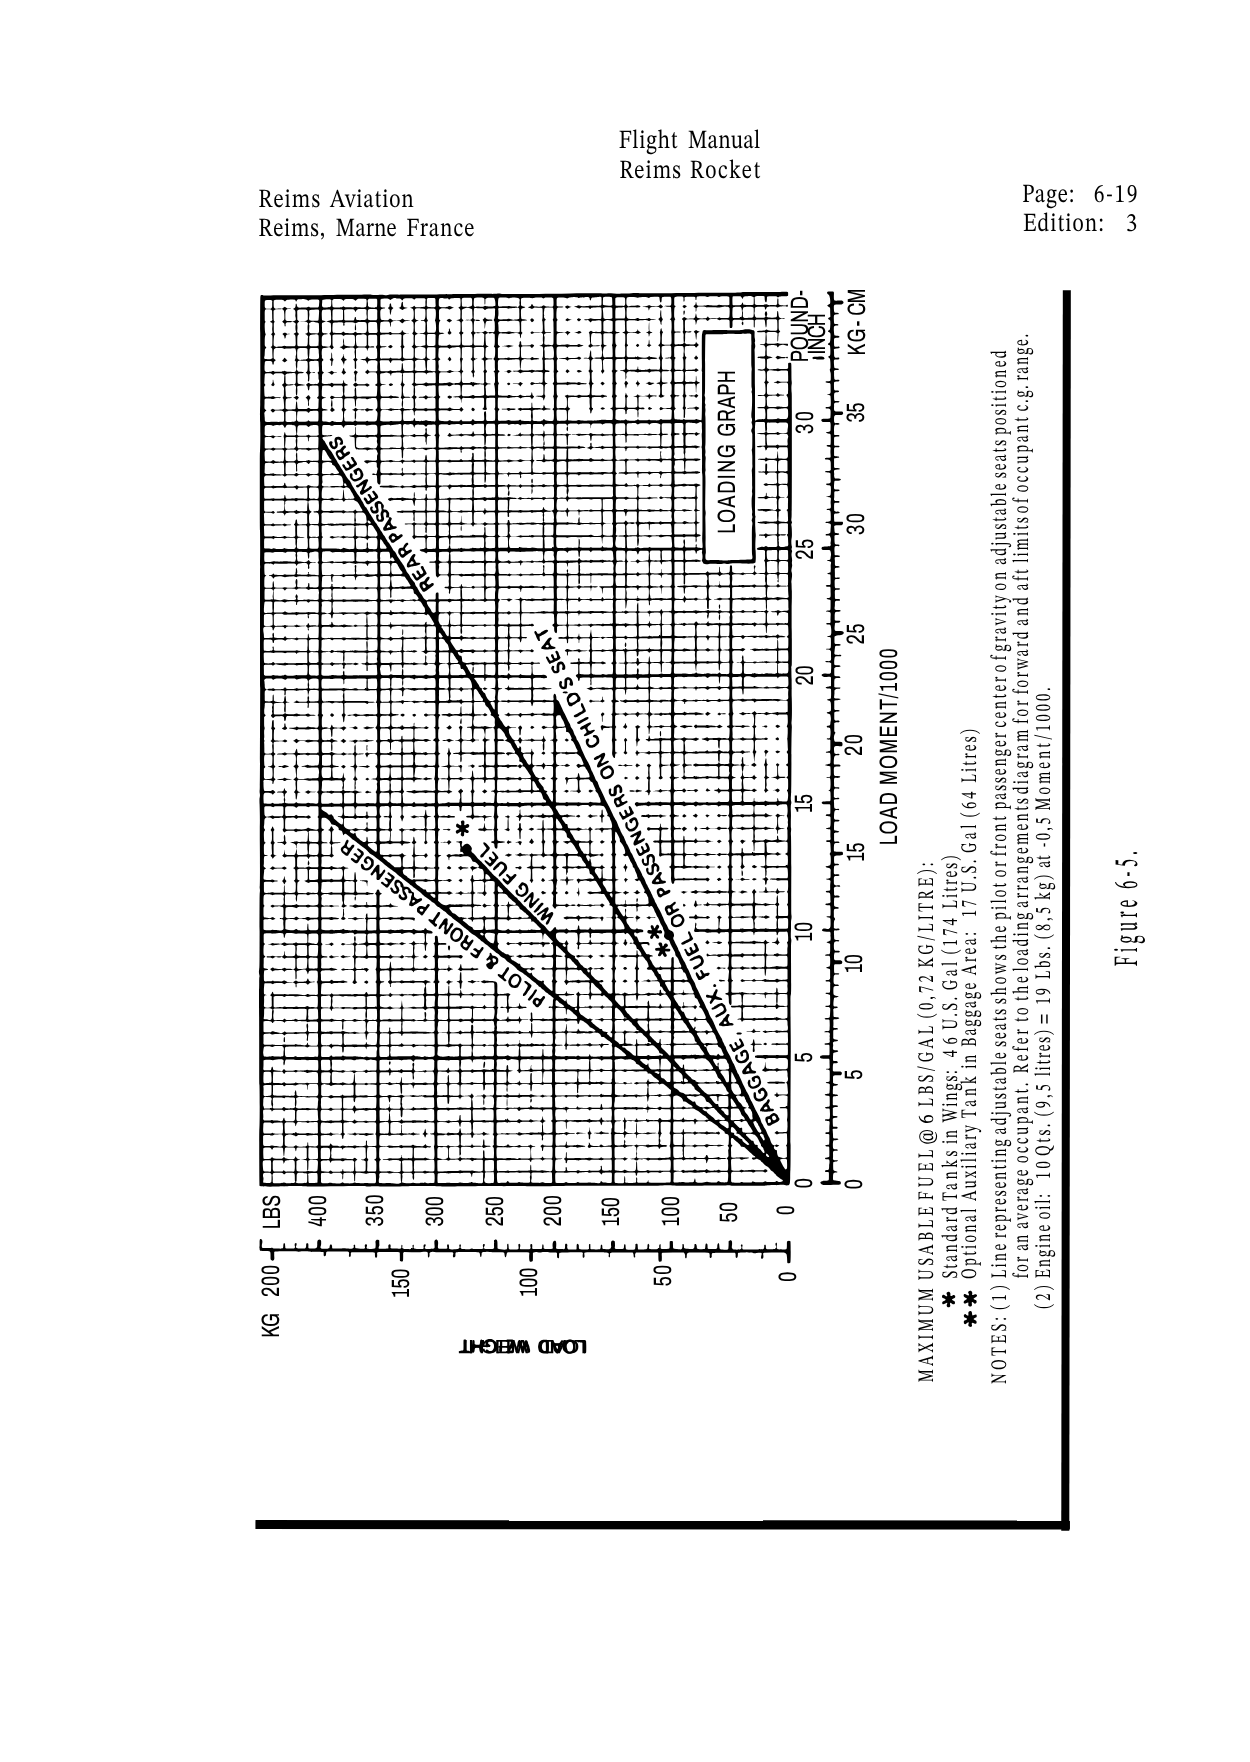 Flight Manual
Reims Rocket
Reims Aviation
Reims, Marne France
Page: 6-19
Edition: 3
KG 200 150 100 50 0
LBS 400 350 300 250 200 150 100 50 0
LOAD WEIGHT
PILOT & FRONT PASSENGER
WING FUEL
*
REAR PASSENGERS
BAGGAGE, AUX. FUEL OR PASSENGERS ON CHILD'S SEAT
**
LOADING GRAPH
0 5 10 15 20 25 30 POUND-
INCH
0 5 10 15 20 25 30 35 KG-CM
LOAD MOMENT/1000
MAXIMUM USABLE FUEL @ 6 LBS/GAL (0,72 KG/LITRE):
* Standard Tanks in Wings: 46 U.S. Gal (174 Litres)
** Optional Auxiliary Tank in Baggage Area: 17 U.S. Gal (64 Litres)
NOTES: (1) Line representing adjustable seats shows the pilot or front passenger center of gravity on adjustable seats positioned
for an average occupant. Refer to the loading arrangements diagram for forward and aft limits of occupant c.g. range.
(2) Engine oil: 10 Qts. (9,5 litres) = 19 Lbs. (8,5 kg) at -0,5 Moment/1000.
Figure 6-5.